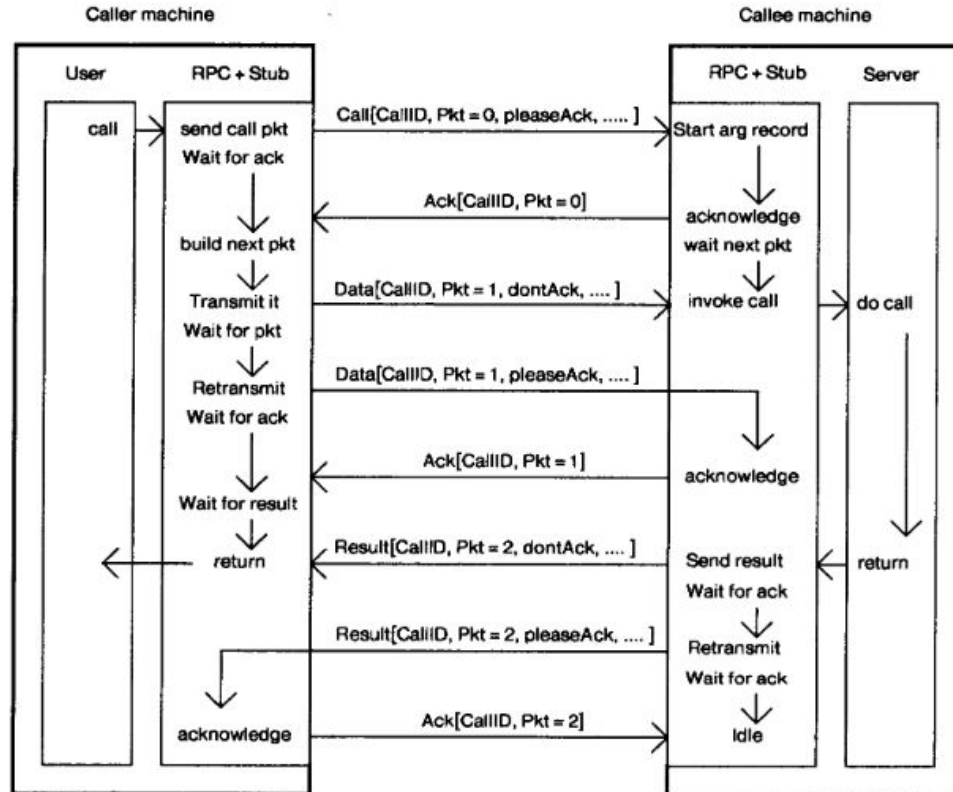 Caller machine
Callee machine
User
RPC + Stub
RPC + Stub
Server
call
send call pkt
Call[CallID, Pkt = 0, pleaseAck, ..... ]
Start arg record
Wait for ack
Ack[CallID, Pkt = 0]
acknowledge
build next pkt
wait next pkt
Transmit it
Data[CallID, Pkt = 1, dontAck, .... ]
invoke call
do call
Wait for pkt
Retransmit
Data[CallID, Pkt = 1, pleaseAck, .... ]
Wait for ack
Ack[CallID, Pkt = 1]
acknowledge
Wait for result
return
Result[CallID, Pkt = 2, dontAck, .... ]
Send result
return
Wait for ack
Result[CallID, Pkt = 2, pleaseAck, .... ]
Retransmit
Wait for ack
acknowledge
Ack[CallID, Pkt = 2]
Idle